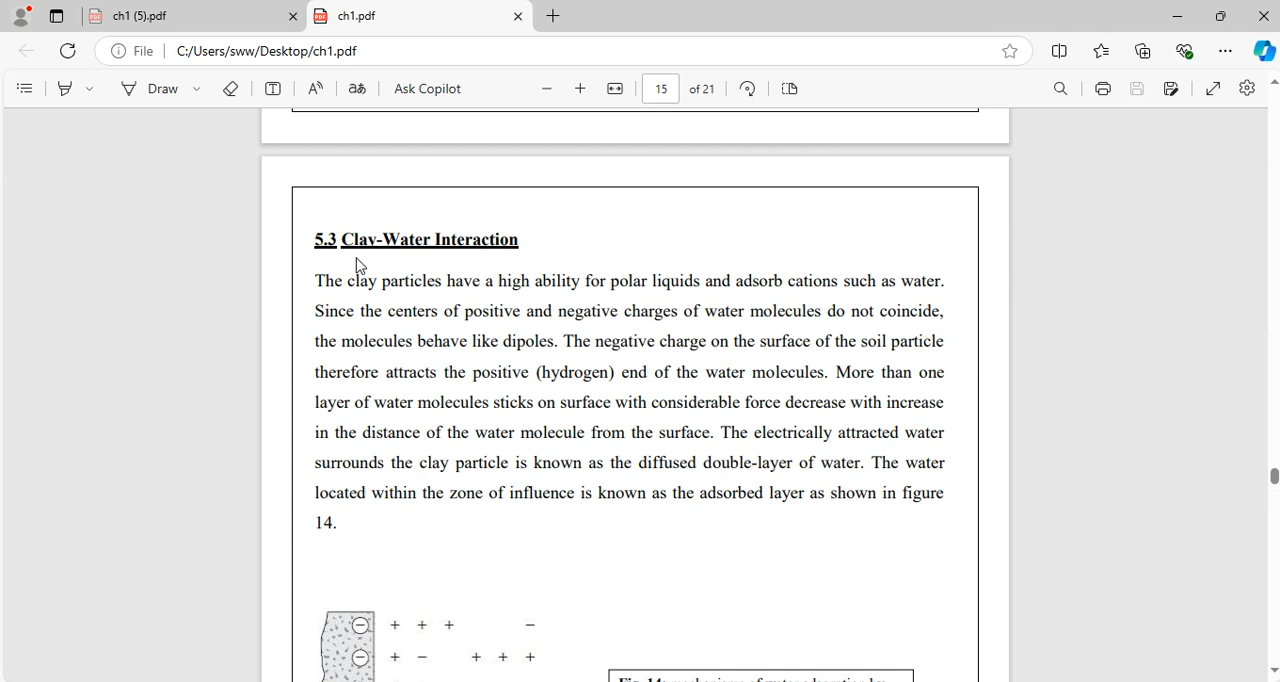 ch1 (5).pdf
ch1.pdf
File
C:/Users/sww/Desktop/ch1.pdf
Draw
Ask Copilot
15 of 21
5.3 Clay-Water Interaction
The clay particles have a high ability for polar liquids and adsorb cations such as water.
Since the centers of positive and negative charges of water molecules do not coincide,
the molecules behave like dipoles. The negative charge on the surface of the soil particle
therefore attracts the positive (hydrogen) end of the water molecules. More than one
layer of water molecules sticks on surface with considerable force decrease with increase
in the distance of the water molecule from the surface. The electrically attracted water
surrounds the clay particle is known as the diffused double-layer of water. The water
located within the zone of influence is known as the adsorbed layer as shown in figure
14.
− + + + −
− + − + + +